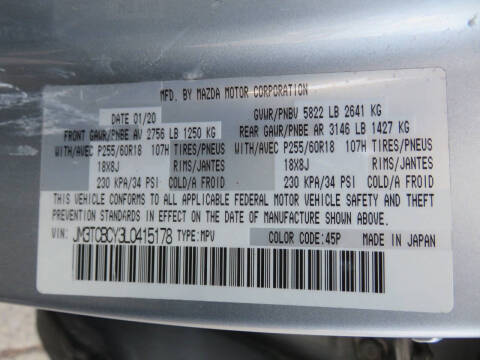 MFD. BY MAZDA MOTOR CORPORATION
DATE 01/20 GVWR/PNBV 5822 LB 2641 KG
FRONT GAWR/PNBE AV 2756 LB 1250 KG REAR GAWR/PNBE AR 3146 LB 1427 KG
WITH/AVEC P255/60R18 107H TIRES/PNEUS WITH/AVEC P255/60R18 107H TIRES/PNEUS
18X8J RIMS/JANTES 18X8J RIMS/JANTES
230 KPA/34 PSI COLD/A FROID 230 KPA/34 PSI COLD/A FROID
THIS VEHICLE CONFORMS TO ALL APPLICABLE FEDERAL MOTOR VEHICLE SAFETY AND THEFT
PREVENTION STANDARDS IN EFFECT ON THE DATE OF MANUFACTURE SHOWN ABOVE.
VIN: JM3TCBCY3L0415178 TYPE:MPV COLOR CODE:45P MADE IN JAPAN